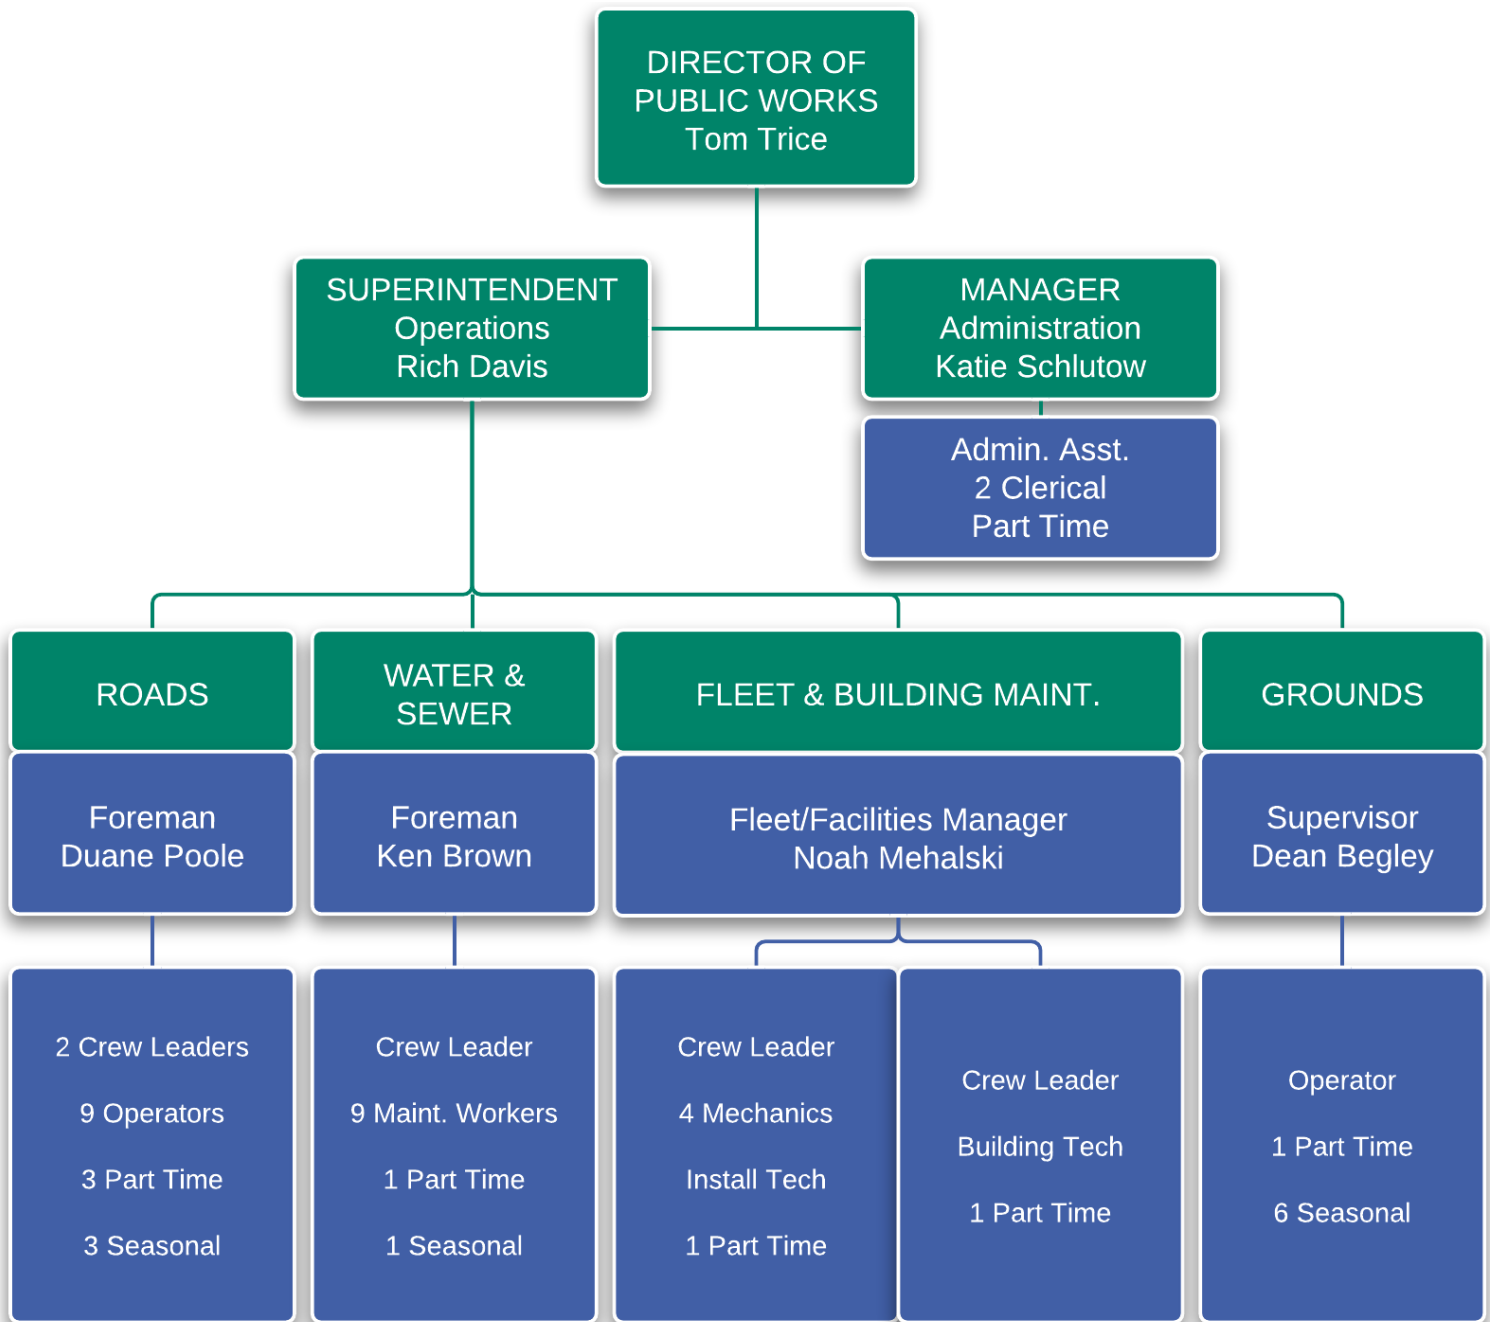 DIRECTOR OF
PUBLIC WORKS
Tom Trice
SUPERINTENDENT
Operations
Rich Davis
MANAGER
Administration
Katie Schlutow
Admin. Asst.
2 Clerical
Part Time
ROADS
Foreman
Duane Poole
2 Crew Leaders
9 Operators
3 Part Time
3 Seasonal
WATER &
SEWER
Foreman
Ken Brown
Crew Leader
9 Maint. Workers
1 Part Time
1 Seasonal
FLEET & BUILDING MAINT.
Fleet/Facilities Manager
Noah Mehalski
Crew Leader
4 Mechanics
Install Tech
1 Part Time
Crew Leader
Building Tech
1 Part Time
GROUNDS
Supervisor
Dean Begley
Operator
1 Part Time
6 Seasonal